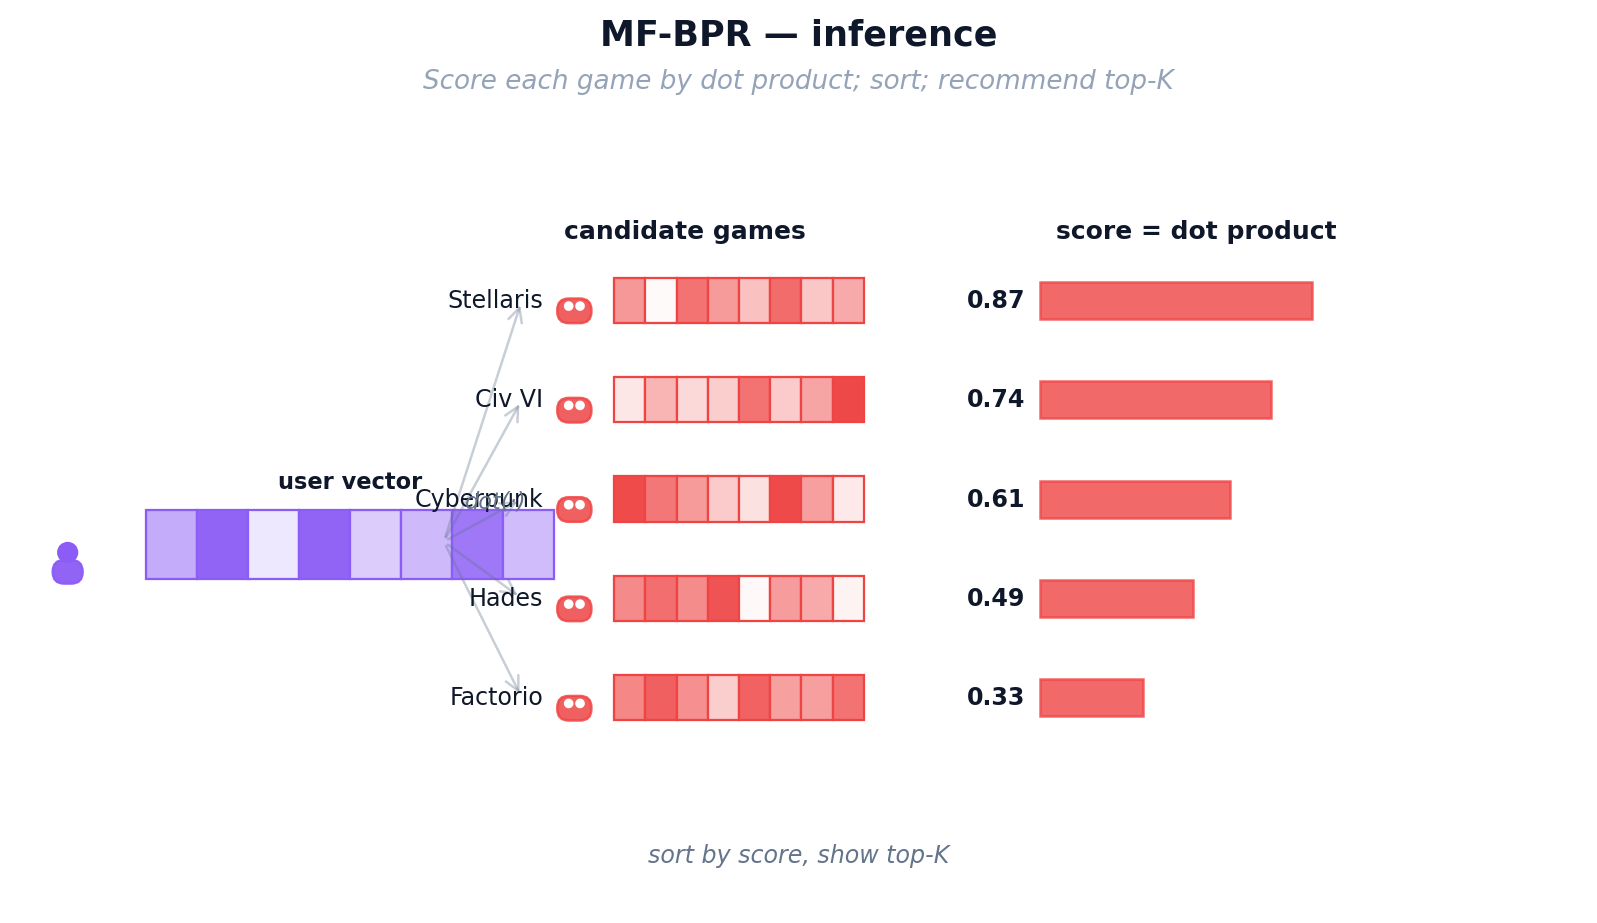 MF-BPR — inference
Score each game by dot product; sort; recommend top-K
candidate games
score = dot product
Stellaris
0.87
Civ VI
0.74
user vector
Cyberpunk
dot(·)
0.61
Hades
0.49
Factorio
0.33
sort by score, show top-K